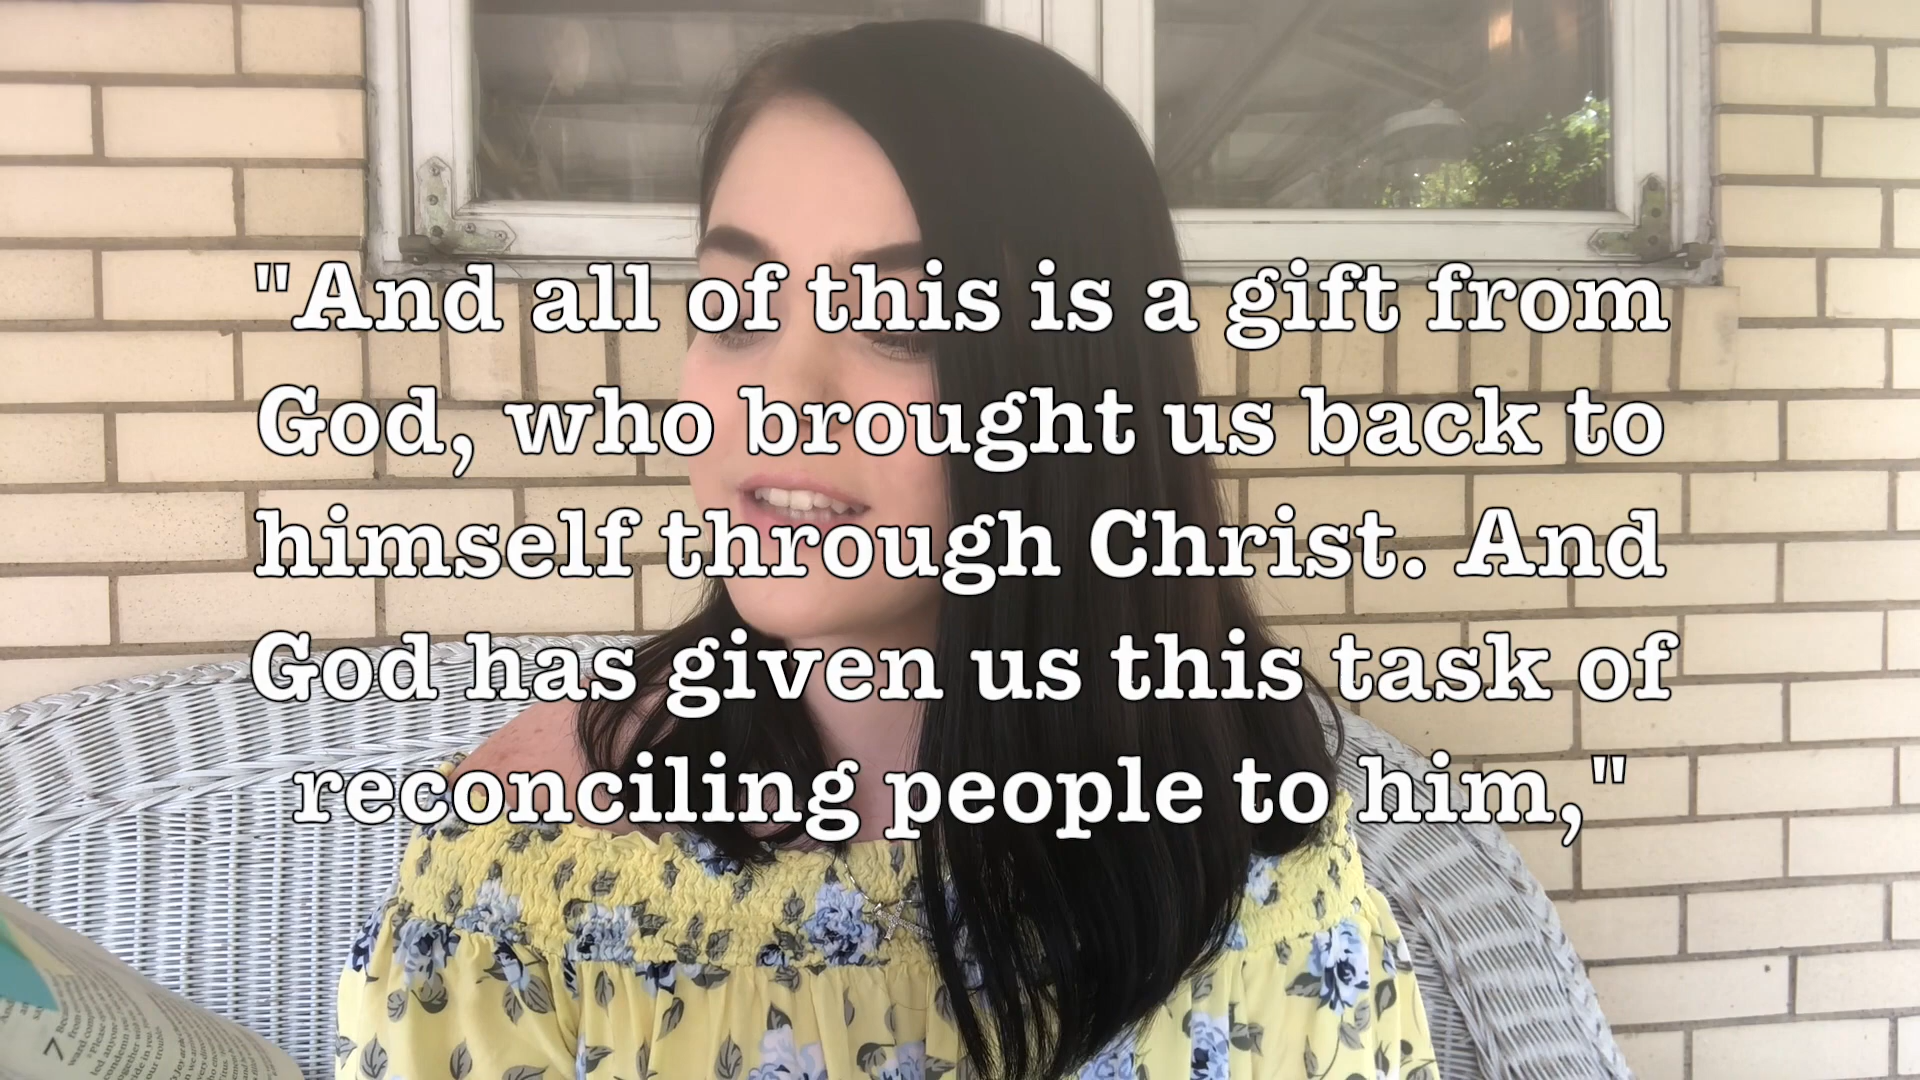 "And all of this is a gift from
God, who brought us back to
himself through Christ. And
God has given us this task of
reconciling people to him,"
7